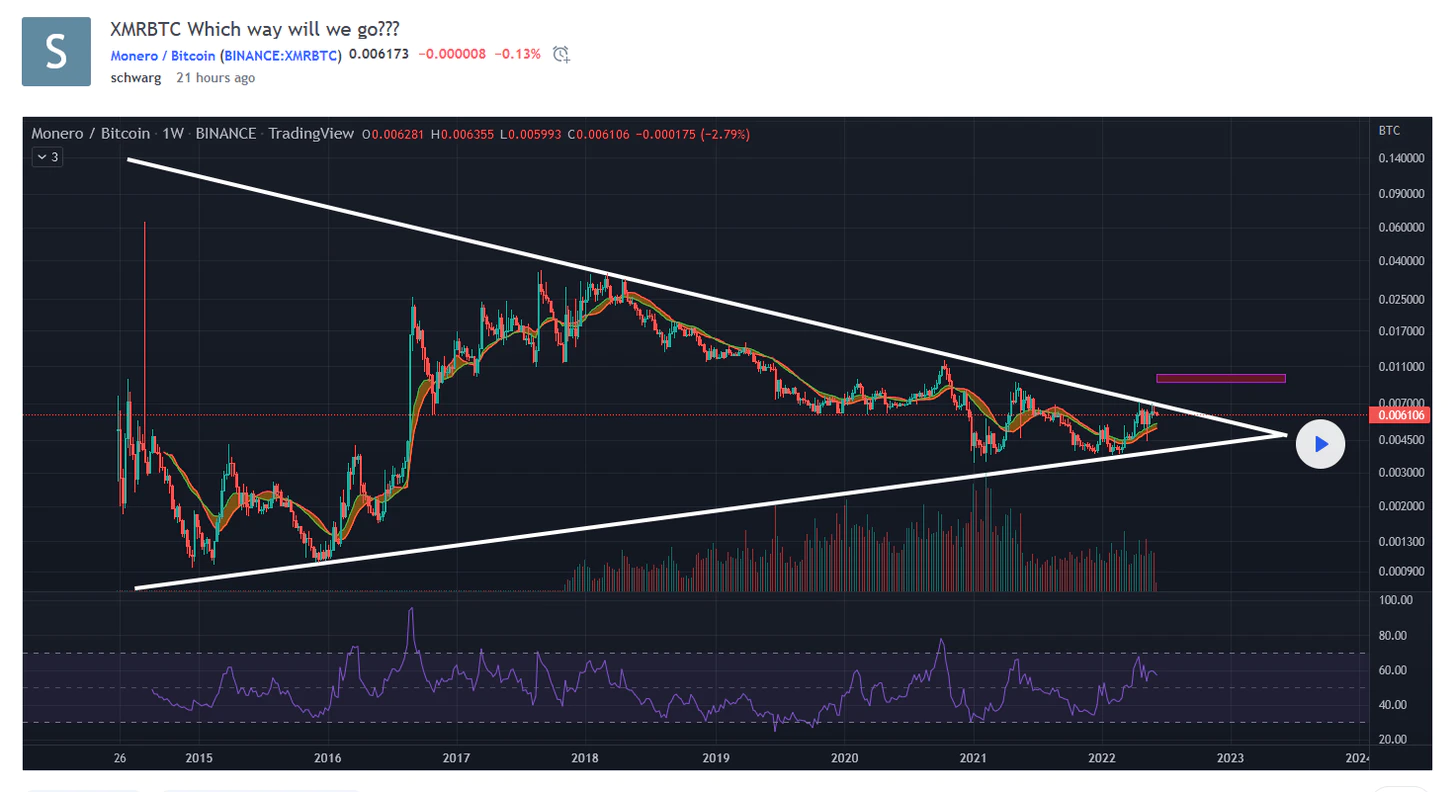 S
XMRBTC Which way will we go???
Monero / Bitcoin (BINANCE:XMRBTC) 0.006173 −0.000008 −0.13%
schwarg 21 hours ago
Monero / Bitcoin · 1W · BINANCE · TradingView O0.006281 H0.006355 L0.005993 C0.006106 −0.000175 (−2.79%)
BTC
3
0.140000
0.090000
0.060000
0.040000
0.025000
0.017000
0.011000
0.007000
0.006106
0.004500
0.003000
0.002000
0.001300
0.000900
100.00
80.00
60.00
40.00
20.00
26 2015 2016 2017 2018 2019 2020 2021 2022 2023 2024